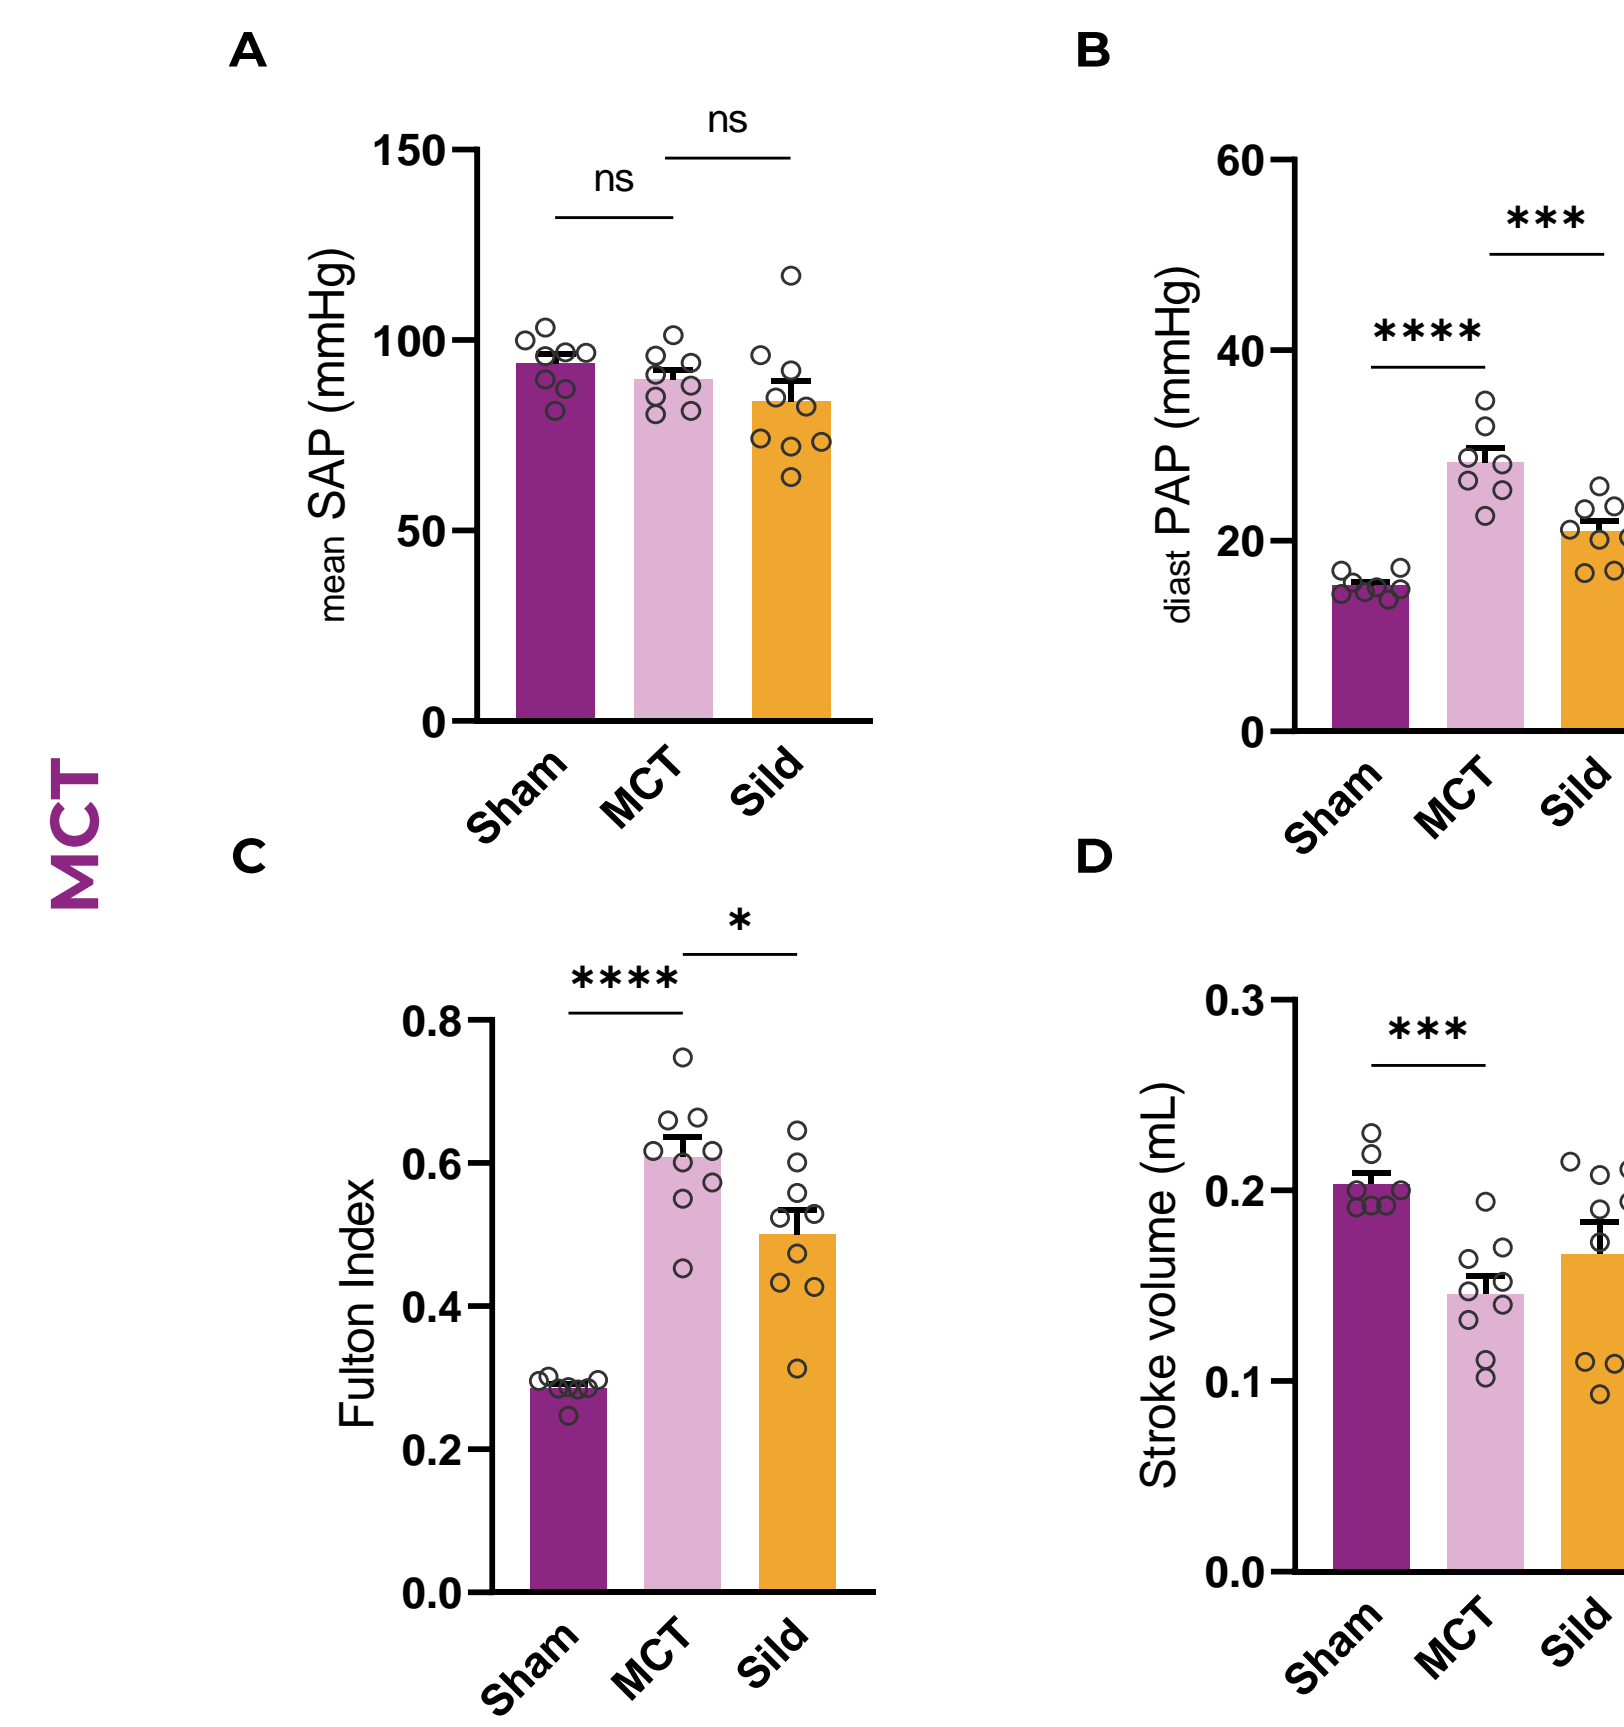 MCT
A
ns
ns
150
100
50
0
mean SAP (mmHg)
Sham
MCT
Sild
B
***
****
60
40
20
0
diast PAP (mmHg)
Sham
MCT
Sild
C
*
****
0.8
0.6
0.4
0.2
0.0
Fulton Index
Sham
MCT
Sild
D
***
0.3
0.2
0.1
0.0
Stroke volume (mL)
Sham
MCT
Sild